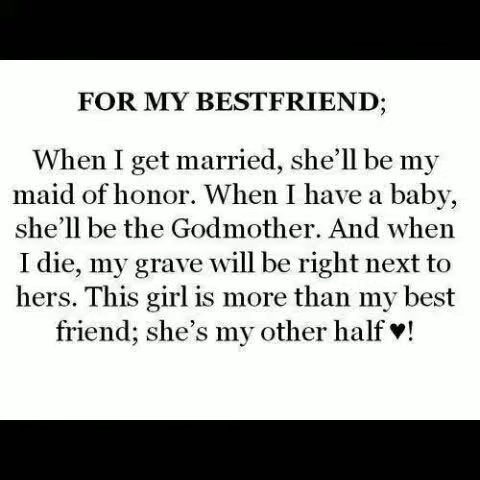 FOR MY BESTFRIEND;
When I get married, she'll be my
maid of honor. When I have a baby,
she'll be the Godmother. And when
I die, my grave will be right next to
hers. This girl is more than my best
friend; she's my other half ♥!